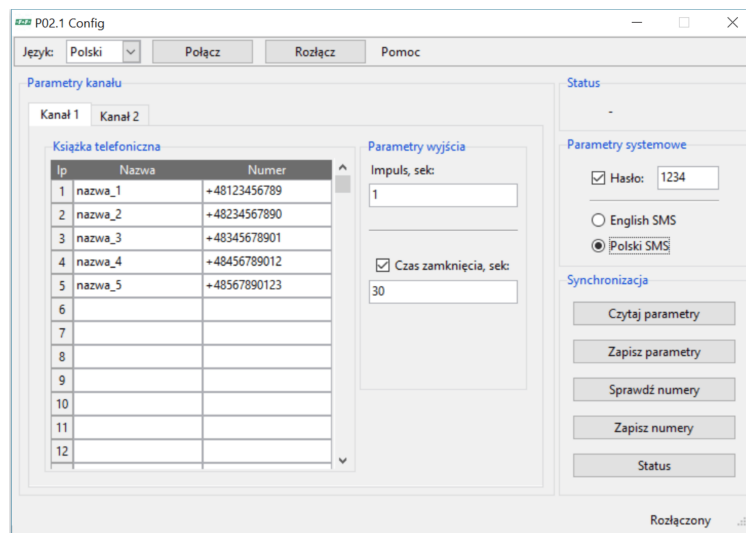 P02.1 Config
Język: Polski Połącz Rozłącz Pomoc
Parametry kanału
Kanał 1 Kanał 2
Książka telefoniczna
lp Nazwa Numer
1 nazwa_1 +48123456789
2 nazwa_2 +48234567890
3 nazwa_3 +48345678901
4 nazwa_4 +48456789012
5 nazwa_5 +48567890123
6
7
8
9
10
11
12
Parametry wyjścia
Impuls, sek:
1
Czas zamknięcia, sek:
30
Status
-
Parametry systemowe
Hasło: 1234
English SMS
Polski SMS
Synchronizacja
Czytaj parametry
Zapisz parametry
Sprawdź numery
Zapisz numery
Status
Rozłączony